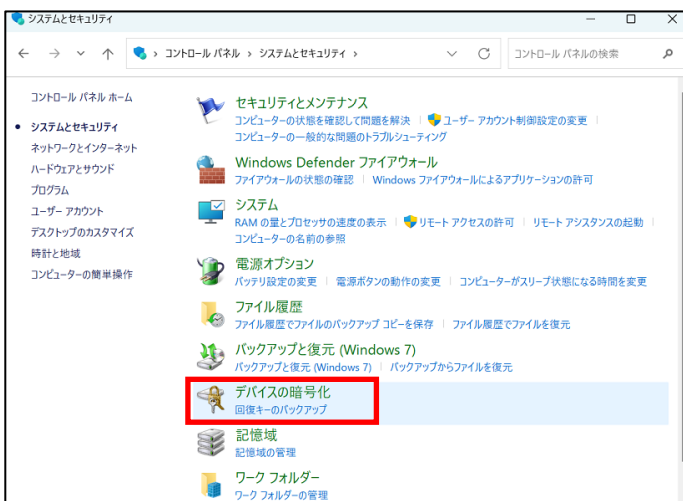 システムとセキュリティ
コントロール パネル › システムとセキュリティ ›
コントロール パネルの検索
コントロール パネル ホーム
システムとセキュリティ
ネットワークとインターネット
ハードウェアとサウンド
プログラム
ユーザー アカウント
デスクトップのカスタマイズ
時計と地域
コンピューターの簡単操作
セキュリティとメンテナンス
コンピューターの状態を確認して問題を解決 | ユーザー アカウント制御設定の変更 |
コンピューターの一般的な問題のトラブルシューティング
Windows Defender ファイアウォール
ファイアウォールの状態の確認 | Windows ファイアウォールによるアプリケーションの許可
システム
RAM の量とプロセッサの速度の表示 | リモート アクセスの許可 | リモート アシスタンスの起動 |
コンピューターの名前の参照
電源オプション
バッテリ設定の変更 | 電源ボタンの動作の変更 | コンピューターがスリープ状態になる時間を変更
ファイル履歴
ファイル履歴でファイルのバックアップ コピーを保存 | ファイル履歴でファイルを復元
バックアップと復元 (Windows 7)
バックアップと復元 (Windows 7) | バックアップからファイルを復元
デバイスの暗号化
回復キーのバックアップ
記憶域
記憶域の管理
ワーク フォルダー
ワーク フォルダーの管理